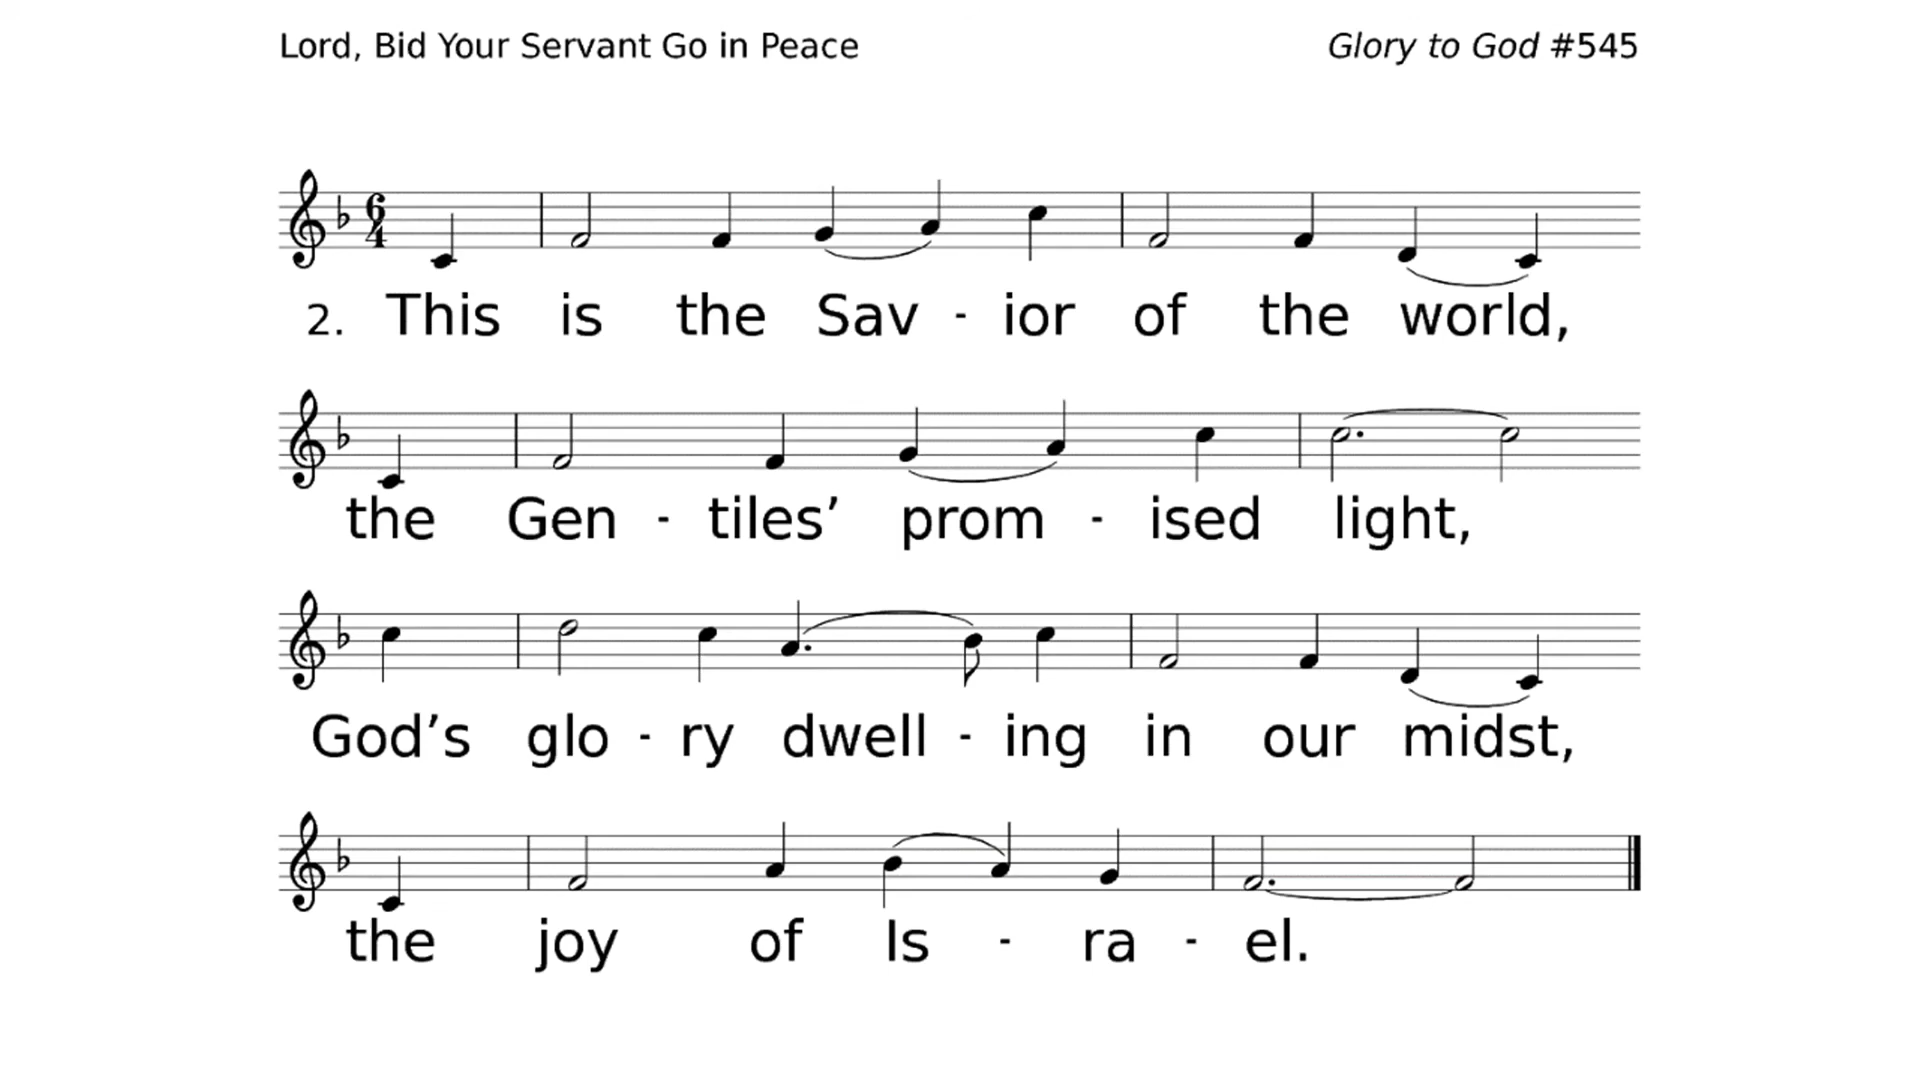 Lord, Bid Your Servant Go in Peace Glory to God #545
6
4
2. This is the Sav - ior of the world,
the Gen - tiles’ prom - ised light,
God’s glo - ry dwell - ing in our midst,
the joy of Is - ra - el.